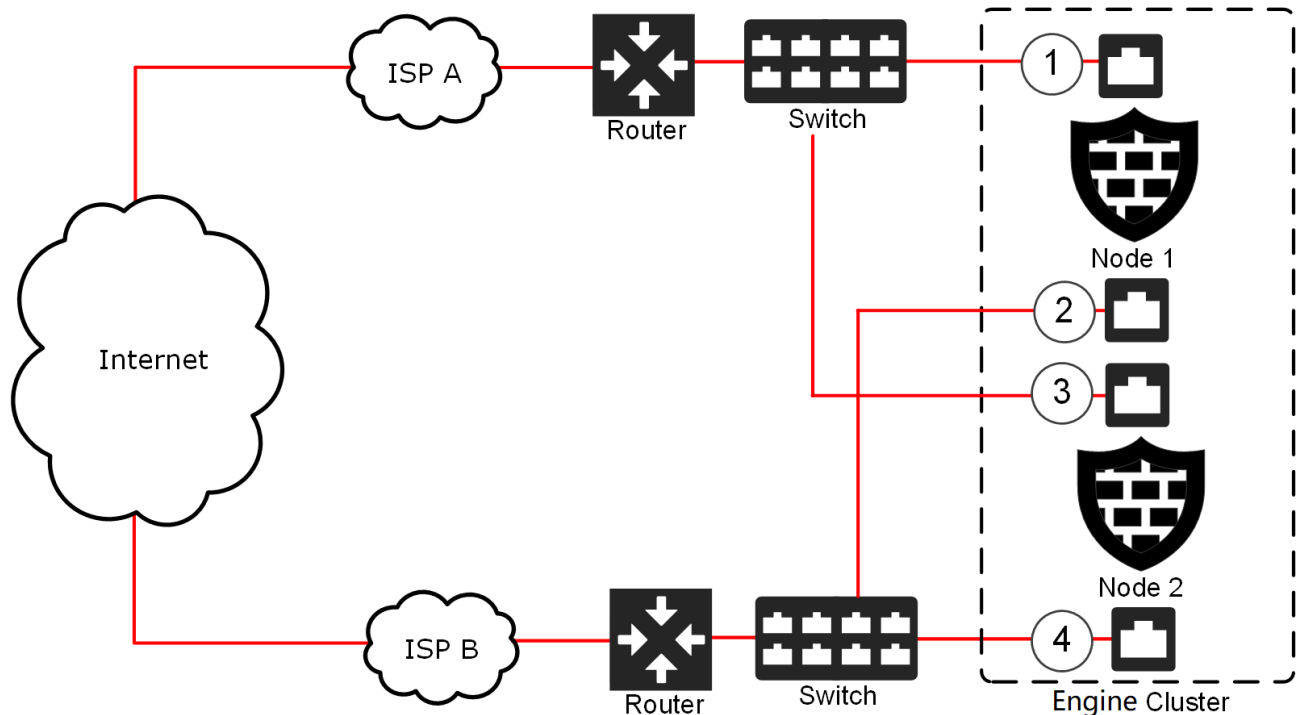 ISP A
Router
Switch
1
Node 1
2
3
Internet
Node 2
ISP B
Router
Switch
4
Engine Cluster